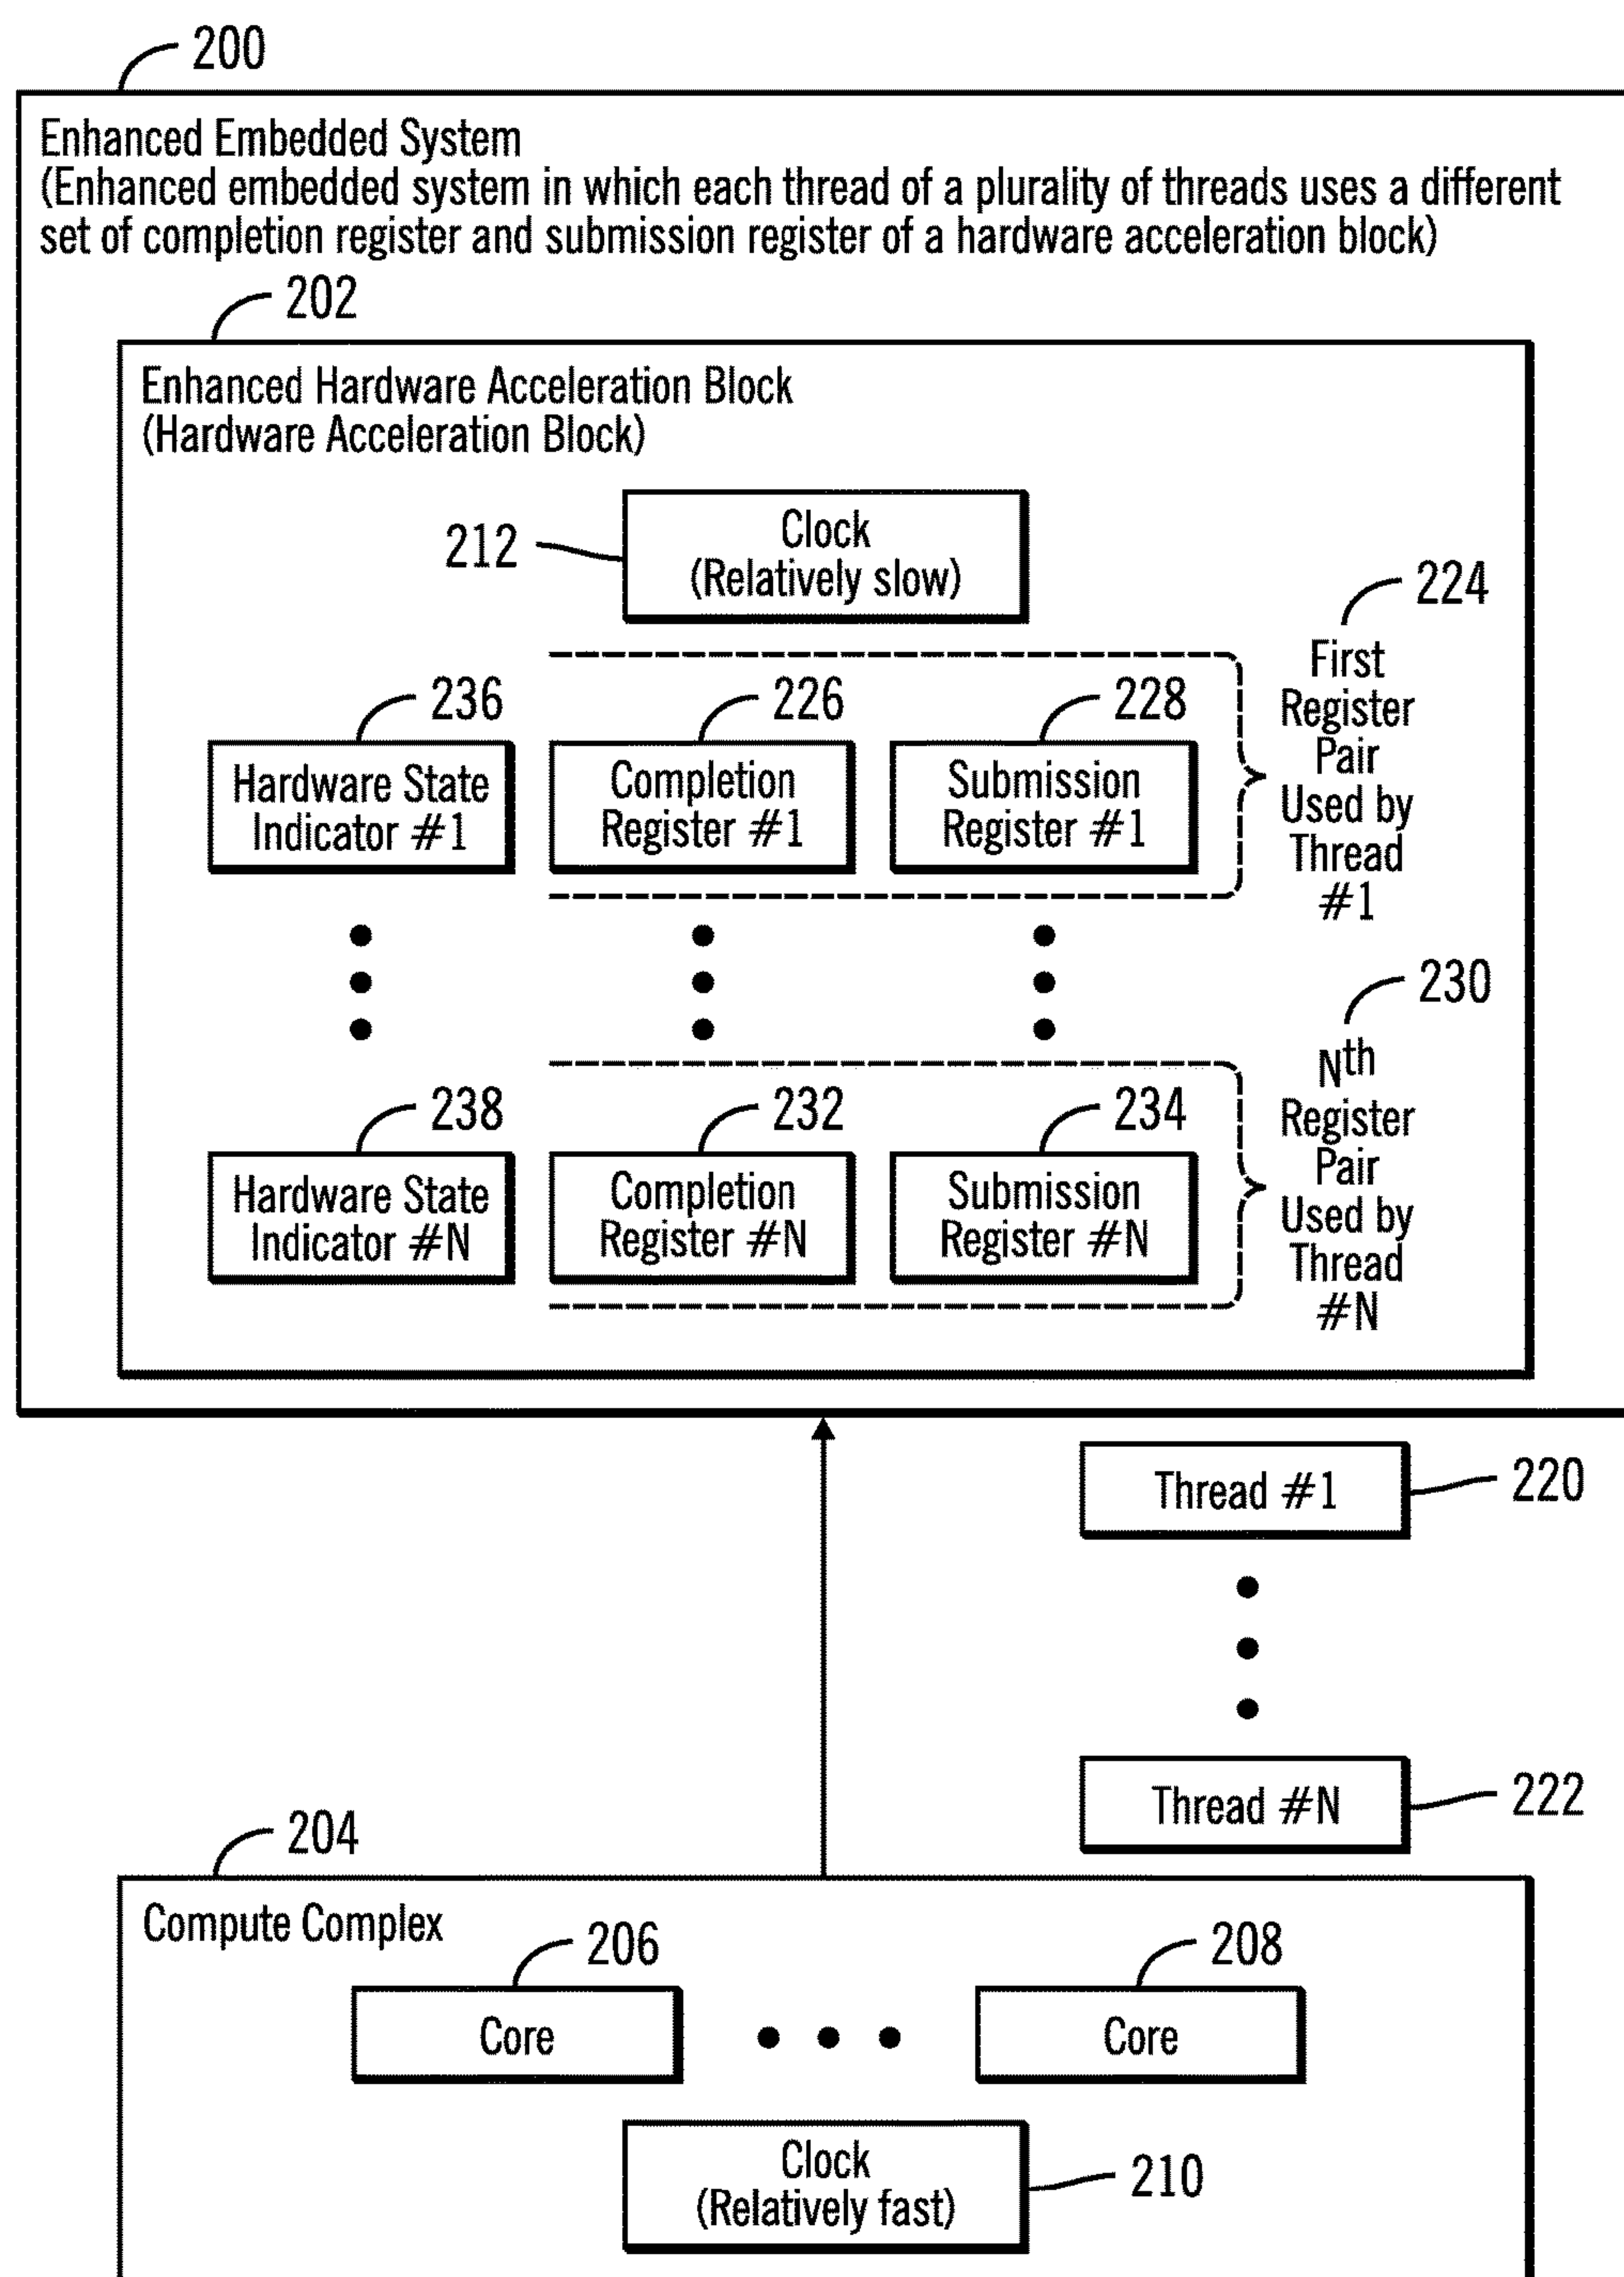 200
Enhanced Embedded System
(Enhanced embedded system in which each thread of a plurality of threads uses a different
set of completion register and submission register of a hardware acceleration block)
202
Enhanced Hardware Acceleration Block
(Hardware Acceleration Block)
212
Clock
(Relatively slow)
224
First
Register
Pair
Used by
Thread
#1
236
Hardware State
Indicator #1
226
Completion
Register #1
228
Submission
Register #1
230
Nth
Register
Pair
Used by
Thread
#N
238
Hardware State
Indicator #N
232
Completion
Register #N
234
Submission
Register #N
Thread #1
220
Thread #N
222
204
Compute Complex
206
Core
208
Core
Clock
(Relatively fast)
210